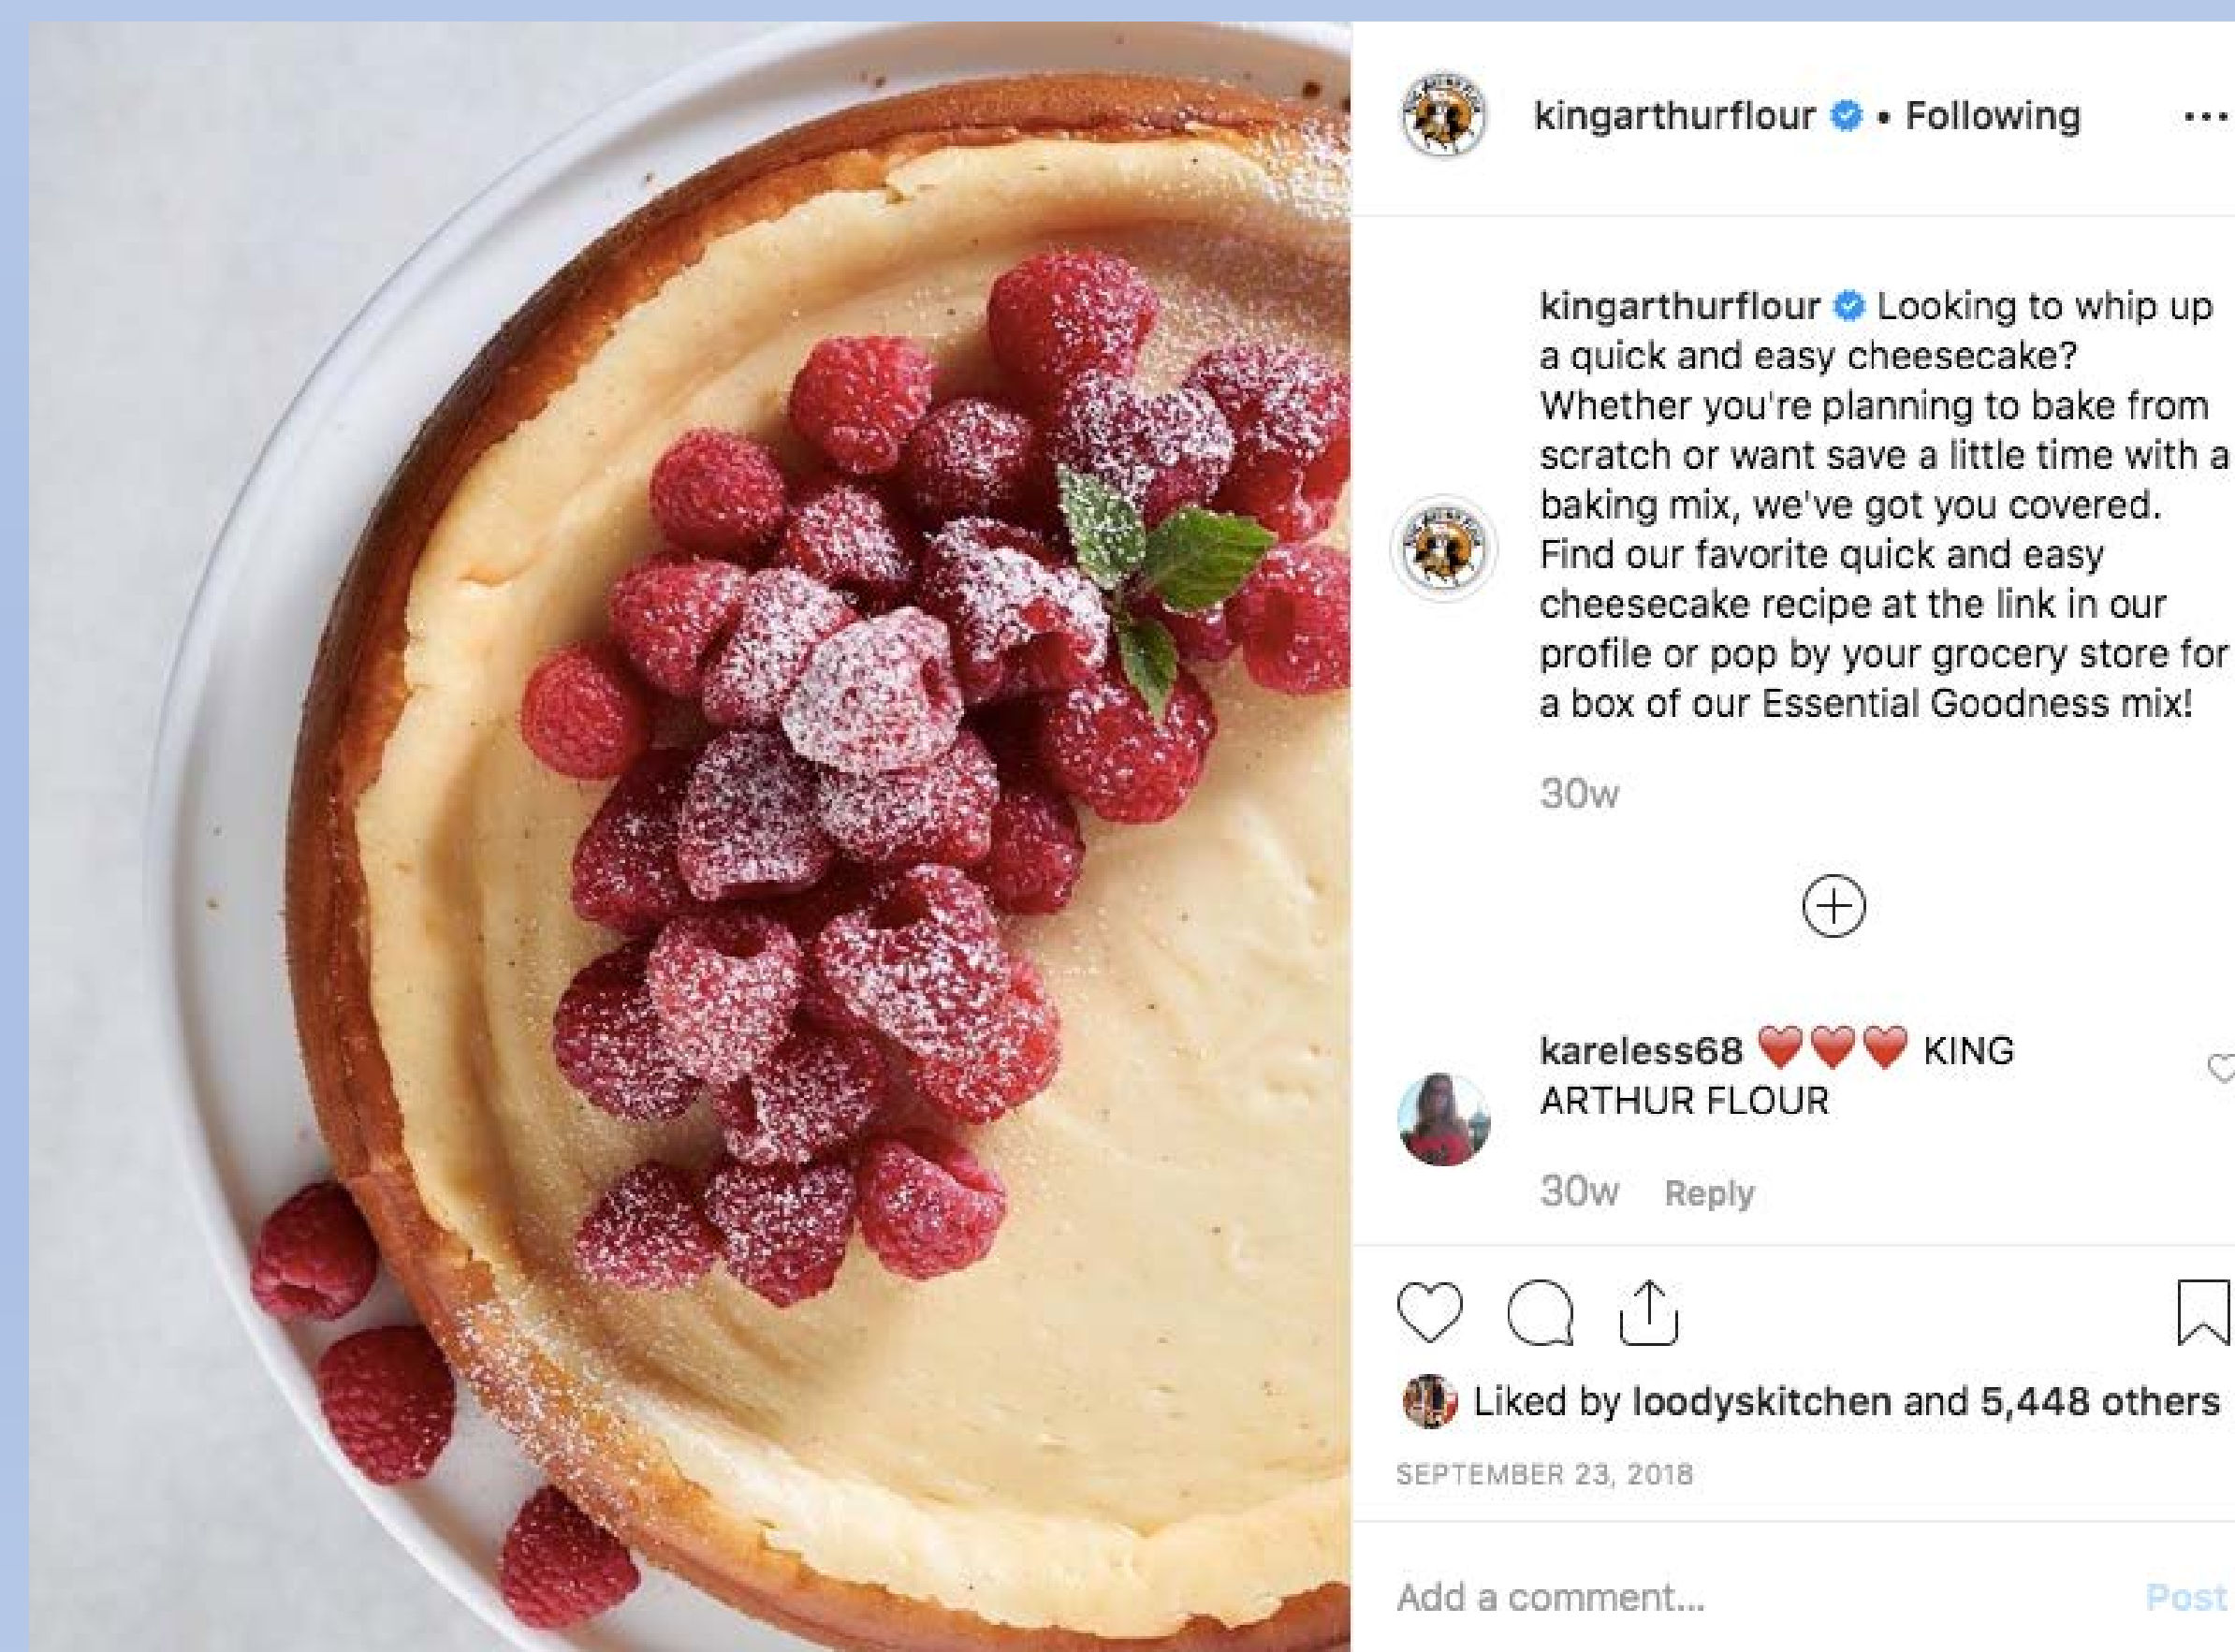 kingarthurflour • Following
kingarthurflour Looking to whip up
a quick and easy cheesecake?
Whether you're planning to bake from
scratch or want save a little time with a
baking mix, we've got you covered.
Find our favorite quick and easy
cheesecake recipe at the link in our
profile or pop by your grocery store for
a box of our Essential Goodness mix!
30w
kareless68 ❤️❤️❤️ KING
ARTHUR FLOUR
30w Reply
Liked by loodyskitchen and 5,448 others
SEPTEMBER 23, 2018
Add a comment... Post